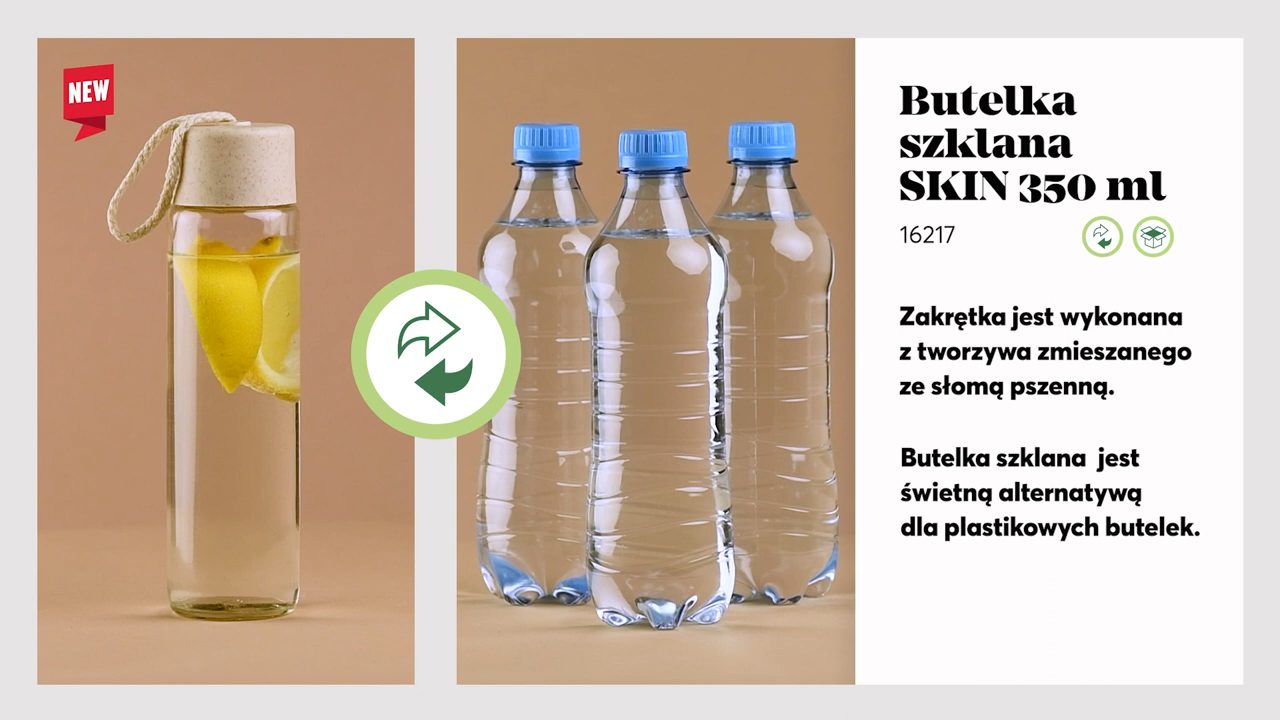 NEW
Butelka
szklana
SKIN 350 ml
16217
Zakrętka jest wykonana
z tworzywa zmieszanego
ze słomą pszenną.
Butelka szklana  jest
świetną alternatywą
dla plastikowych butelek.